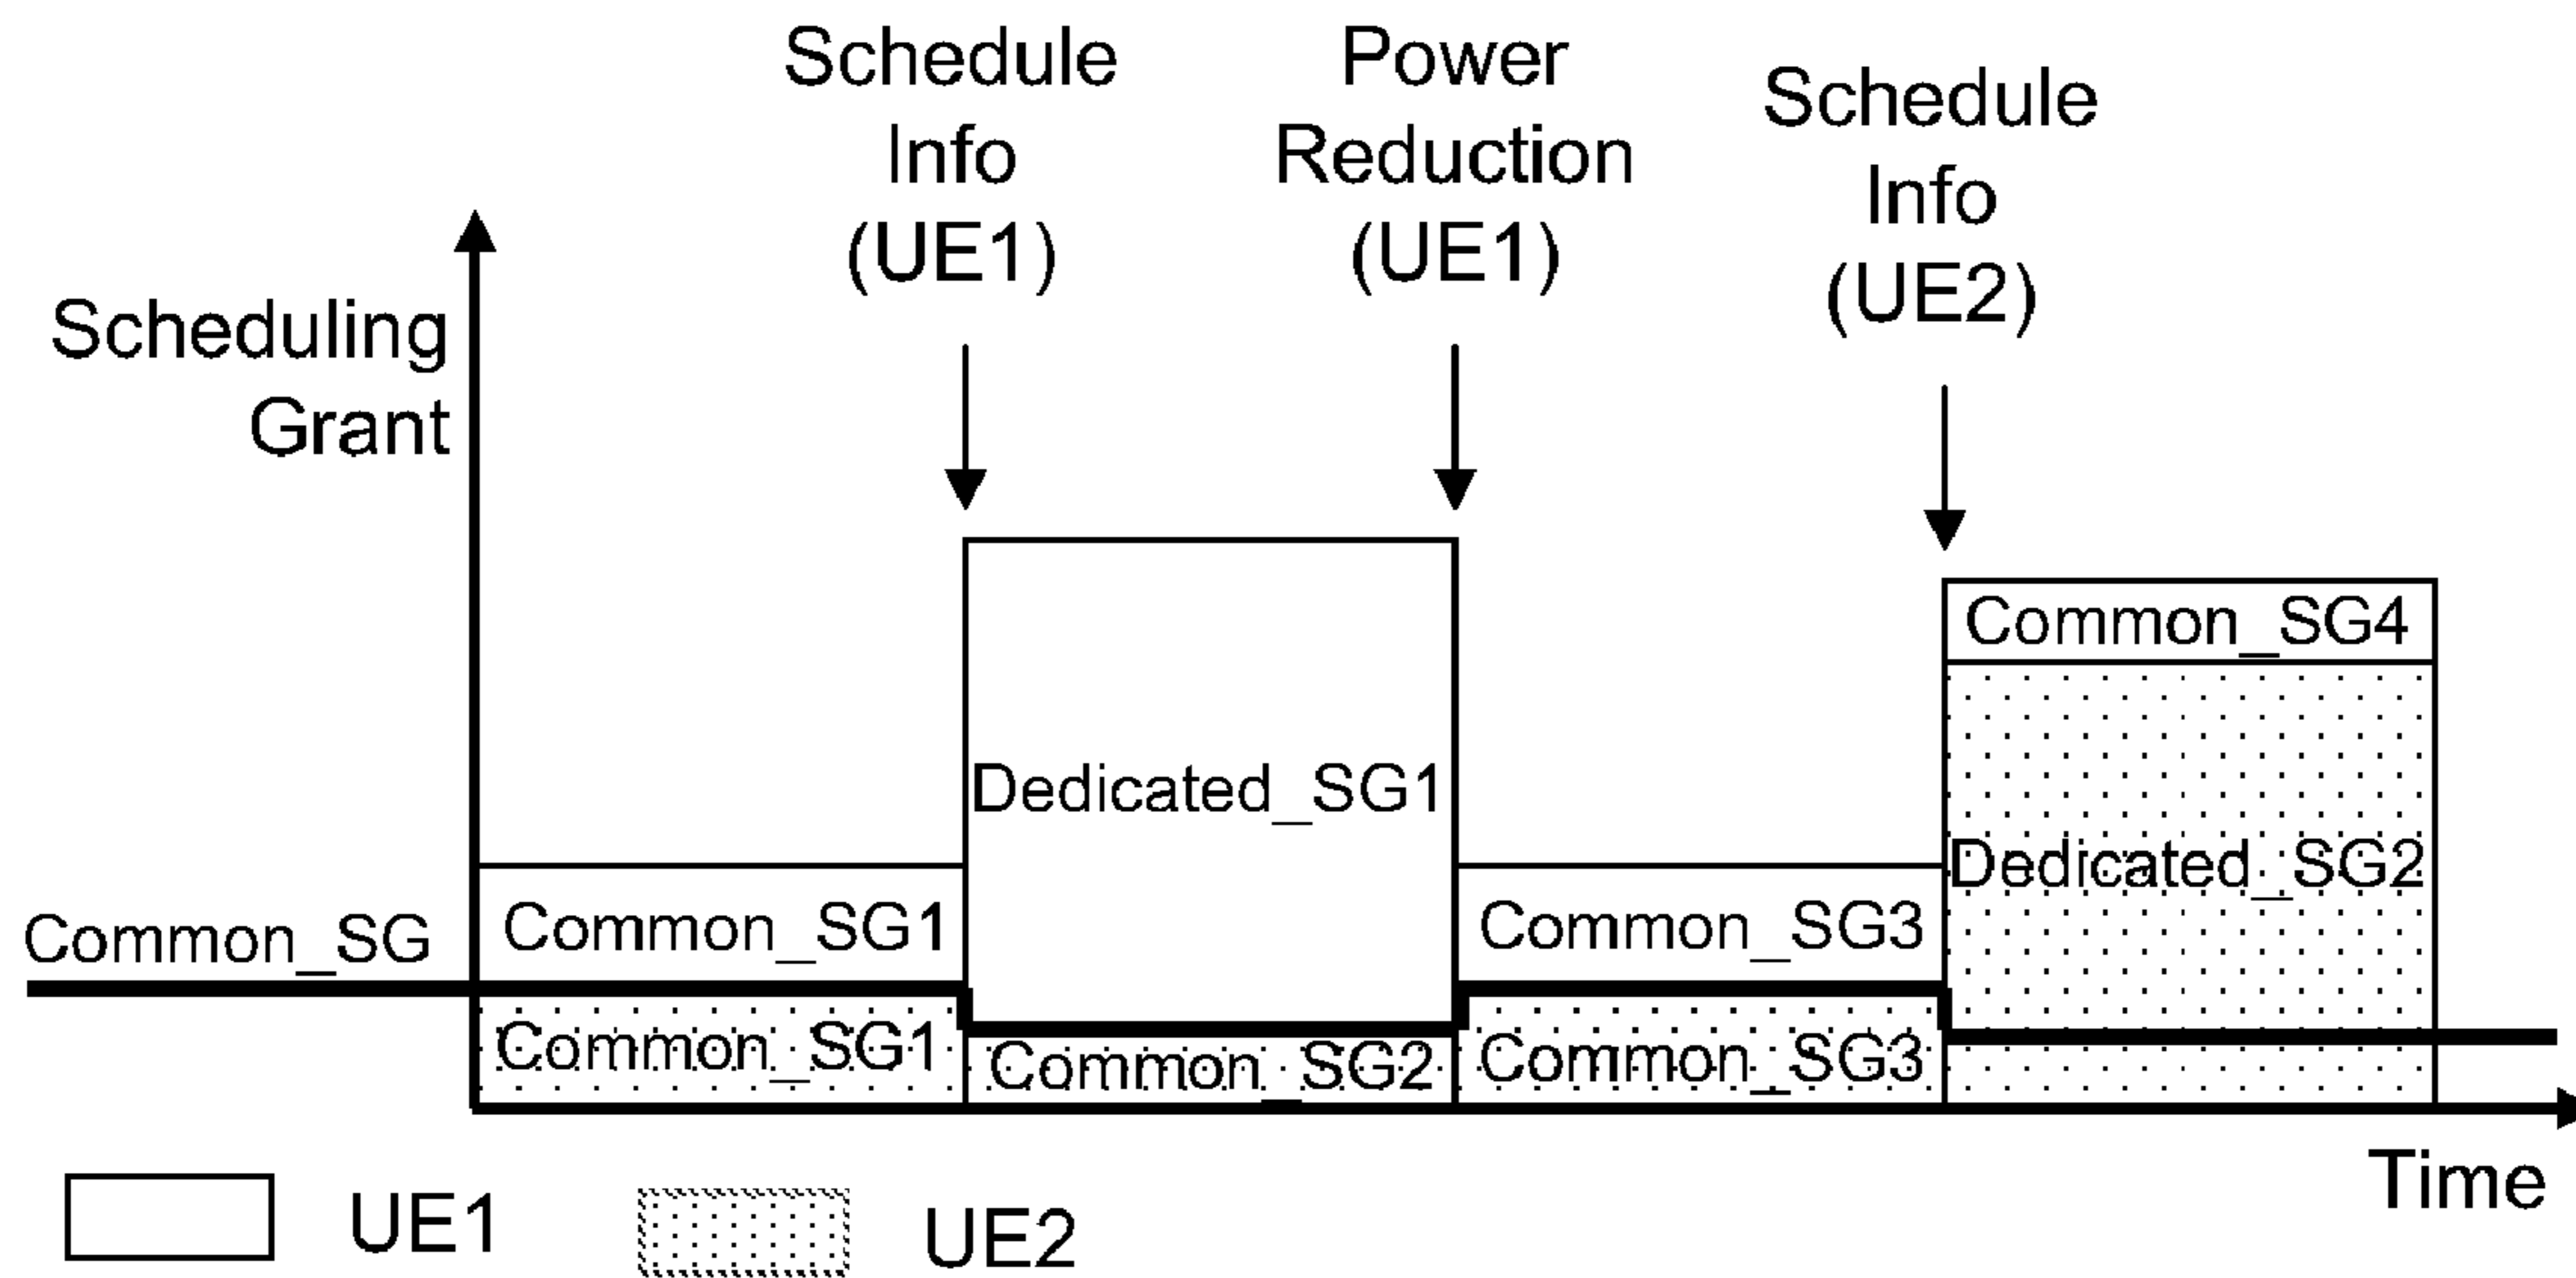 Schedule
Info
(UE1)
Power
Reduction
(UE1)
Schedule
Info
(UE2)
Scheduling
Grant
Common_SG
Common_SG1
Common_SG1
Dedicated_SG1
Common_SG2
Common_SG3
Common_SG3
Common_SG4
Dedicated_SG2
Time
UE1
UE2